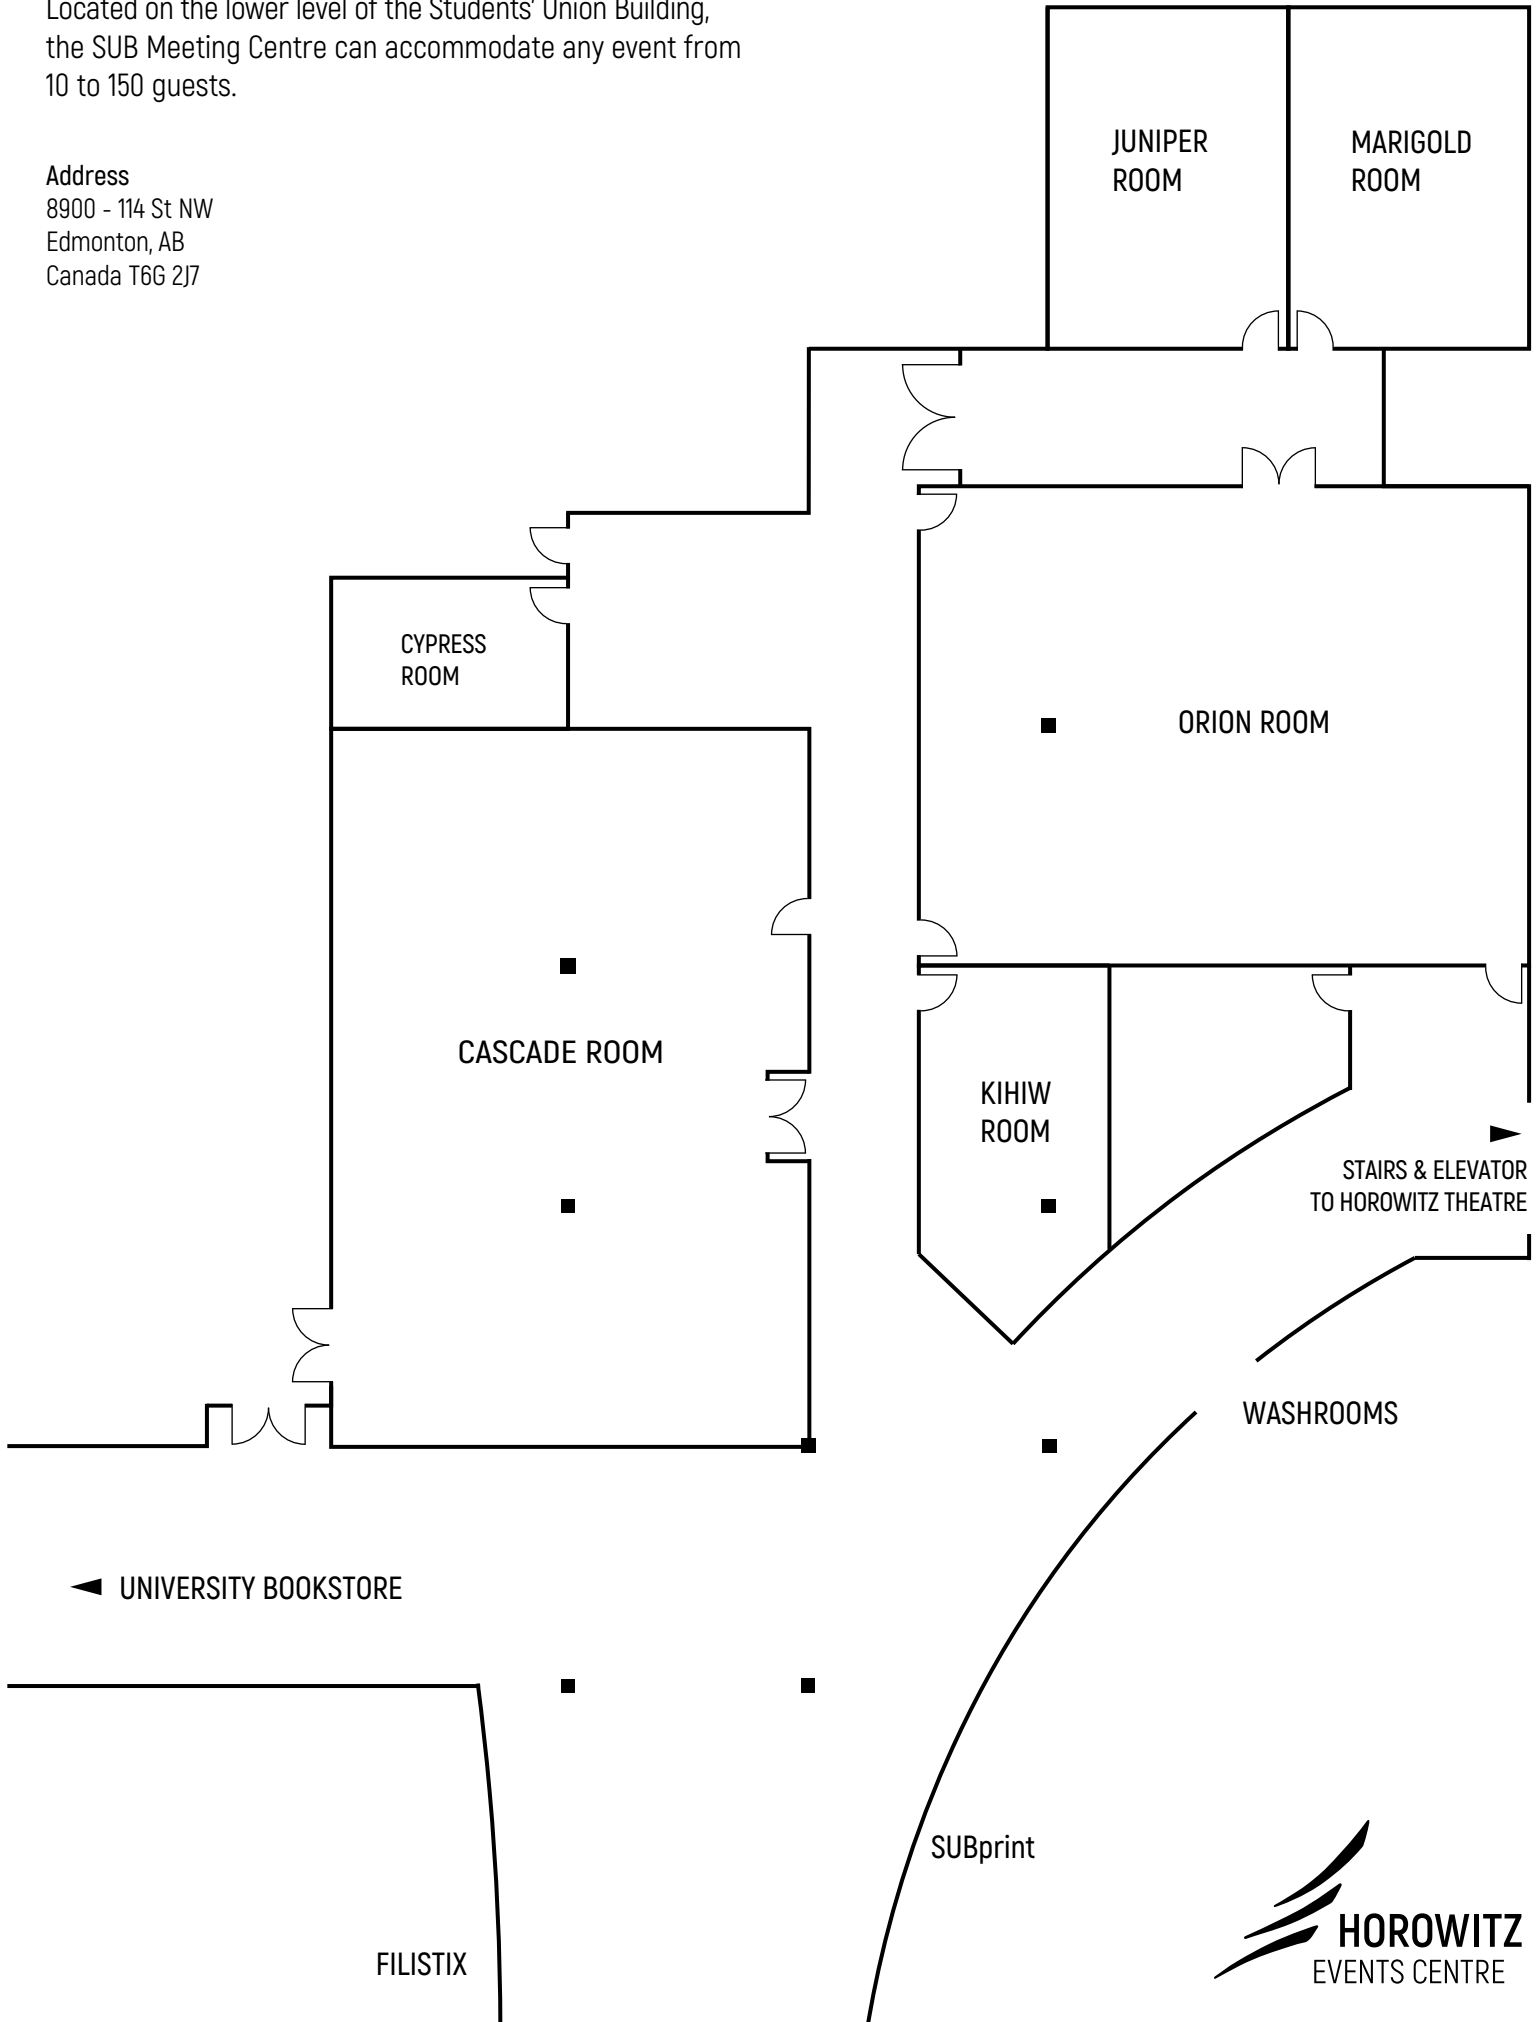 Located on the lower level of the Students' Union Building,
the SUB Meeting Centre can accommodate any event from
10 to 150 guests.
Address
8900 - 114 St NW
Edmonton, AB
Canada T6G 2J7
JUNIPER
ROOM
MARIGOLD
ROOM
CYPRESS
ROOM
ORION ROOM
CASCADE ROOM
KIHIW
ROOM
STAIRS & ELEVATOR
TO HOROWITZ THEATRE
WASHROOMS
UNIVERSITY BOOKSTORE
SUBprint
FILISTIX
HOROWITZ
EVENTS CENTRE